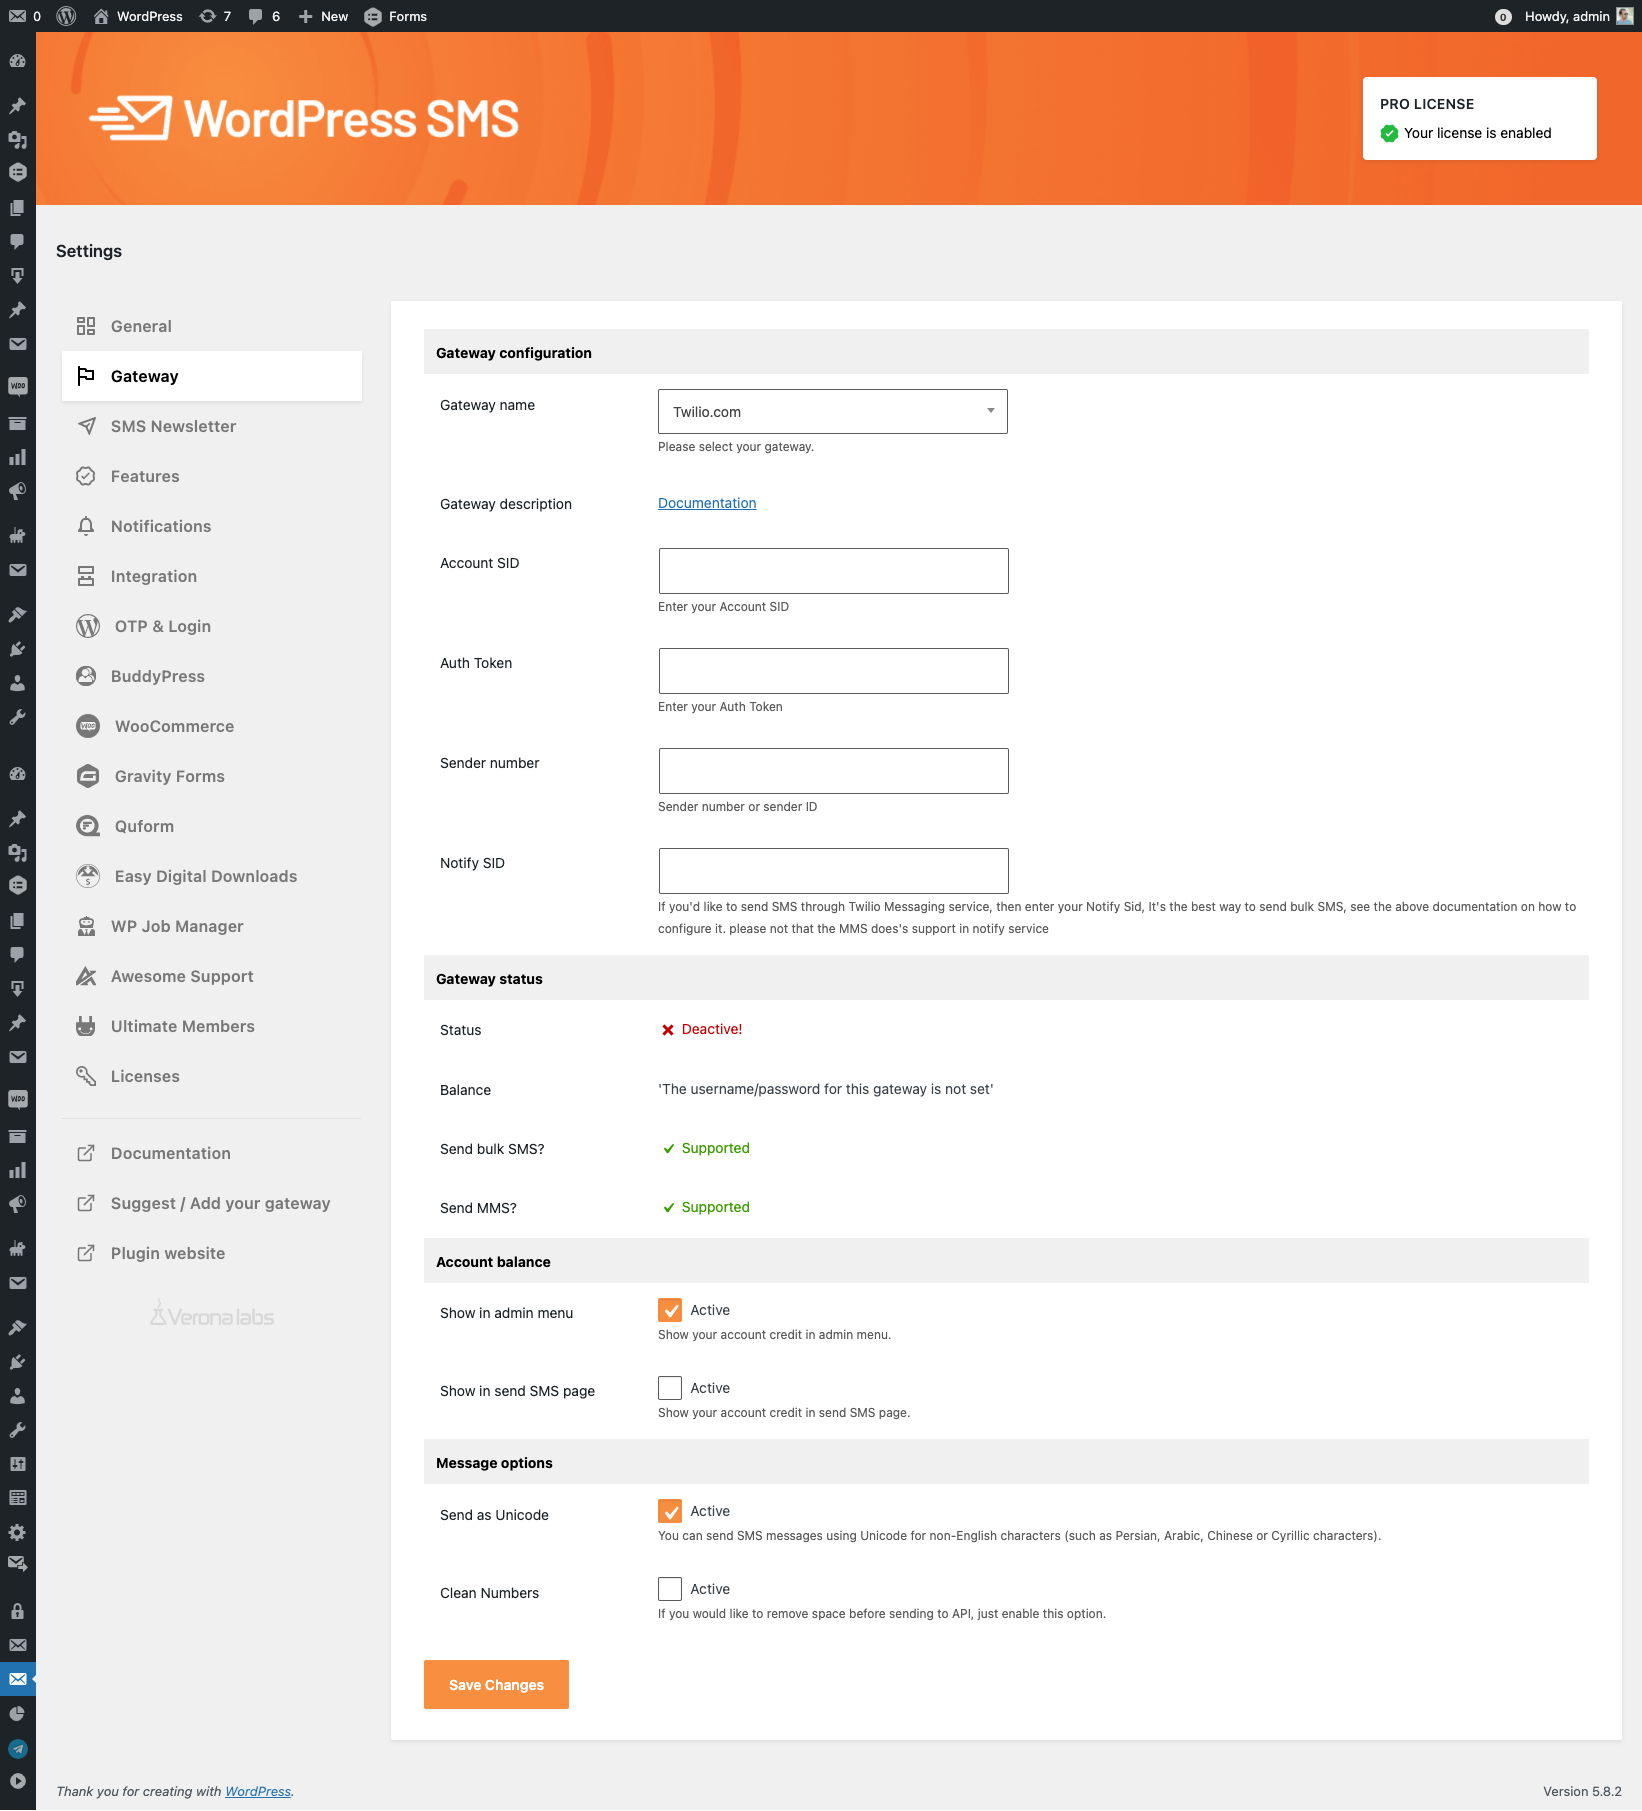 0 WordPress 7 6 New Forms 0 Howdy, admin
WordPress SMS
PRO LICENSE
Your license is enabled
Settings
General
Gateway
SMS Newsletter
Features
Notifications
Integration
OTP & Login
BuddyPress
WooCommerce
Gravity Forms
Quform
Easy Digital Downloads
WP Job Manager
Awesome Support
Ultimate Members
Licenses
Documentation
Suggest / Add your gateway
Plugin website
Verona labs
Gateway configuration
Gateway name
Twilio.com
Please select your gateway.
Gateway description
Documentation
Account SID
Enter your Account SID
Auth Token
Enter your Auth Token
Sender number
Sender number or sender ID
Notify SID
If you'd like to send SMS through Twilio Messaging service, then enter your Notify Sid, It's the best way to send bulk SMS, see the above documentation on how to
configure it. please not that the MMS does's support in notify service
Gateway status
Status
Deactive!
Balance
'The username/password for this gateway is not set'
Send bulk SMS?
Supported
Send MMS?
Supported
Account balance
Show in admin menu
Active
Show your account credit in admin menu.
Show in send SMS page
Active
Show your account credit in send SMS page.
Message options
Send as Unicode
Active
You can send SMS messages using Unicode for non-English characters (such as Persian, Arabic, Chinese or Cyrillic characters).
Clean Numbers
Active
If you would like to remove space before sending to API, just enable this option.
Save Changes
Thank you for creating with WordPress.
Version 5.8.2